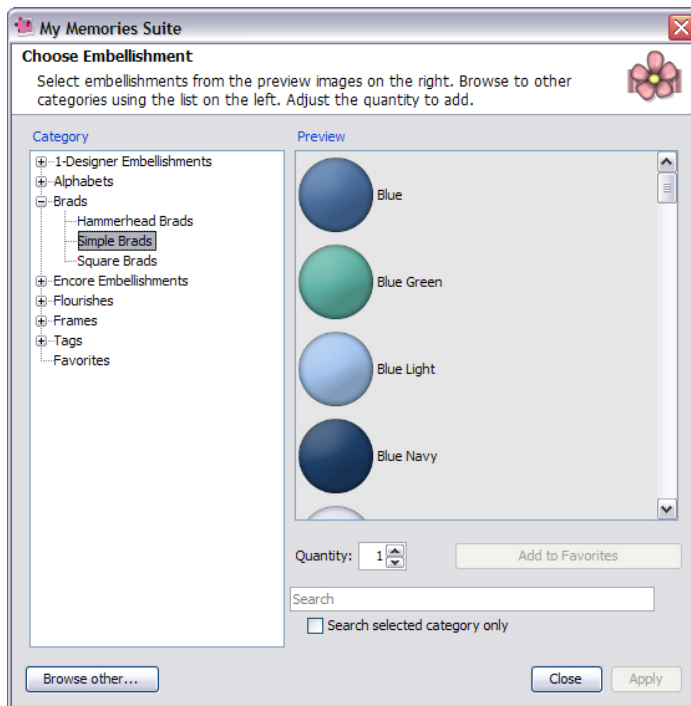 My Memories Suite
Choose Embellishment
Select embellishments from the preview images on the right. Browse to other
categories using the list on the left. Adjust the quantity to add.
Category
1-Designer Embellishments
Alphabets
Brads
Hammerhead Brads
Simple Brads
Square Brads
Encore Embellishments
Flourishes
Frames
Tags
Favorites
Preview
Blue
Blue Green
Blue Light
Blue Navy
Quantity: 1
Add to Favorites
Search
Search selected category only
Browse other...
Close
Apply